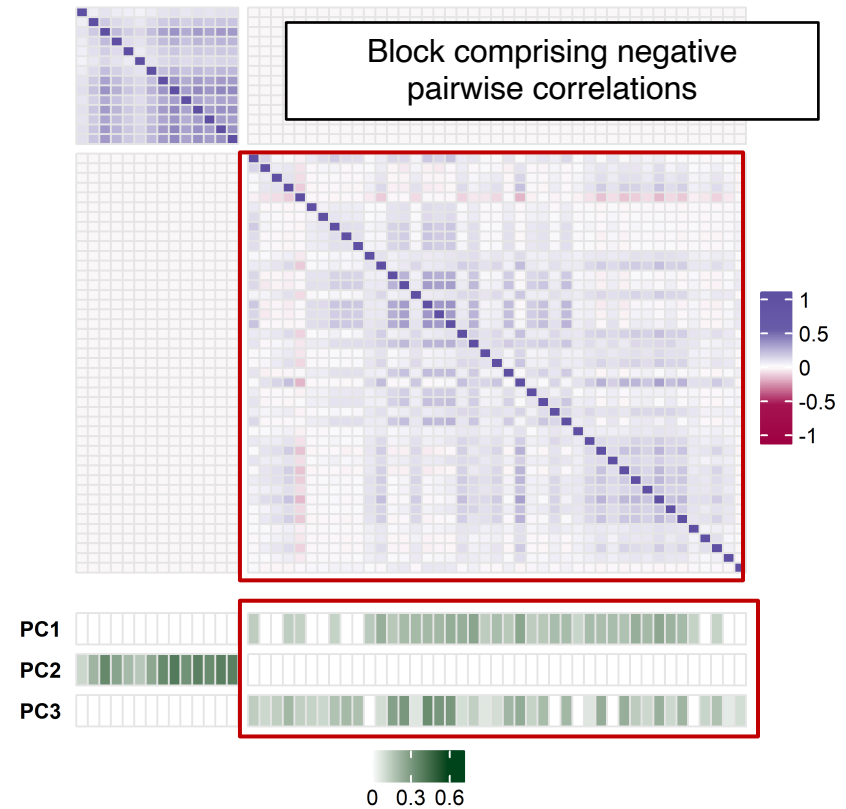 Block comprising negative
pairwise correlations
1
0.5
0
-0.5
-1
PC1
PC2
PC3
0 0.3 0.6